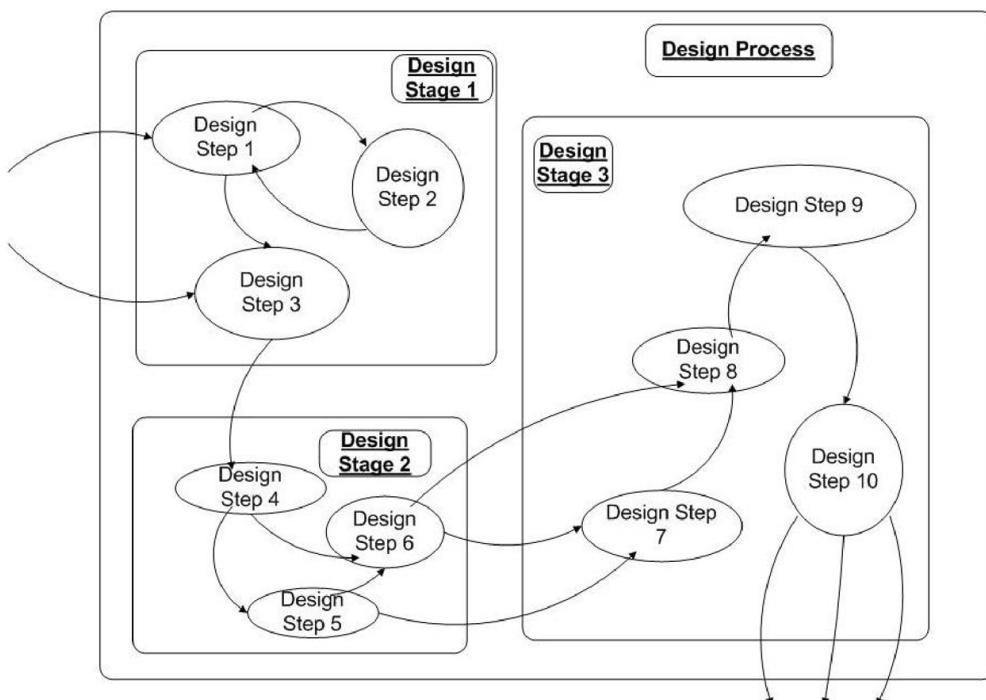 Design Process
Design
Stage 1
Design
Step 1
Design
Step 2
Design
Step 3
Design
Stage 2
Design
Step 4
Design
Step 6
Design
Step 5
Design
Stage 3
Design Step 9
Design
Step 8
Design
Step 10
Design Step
7